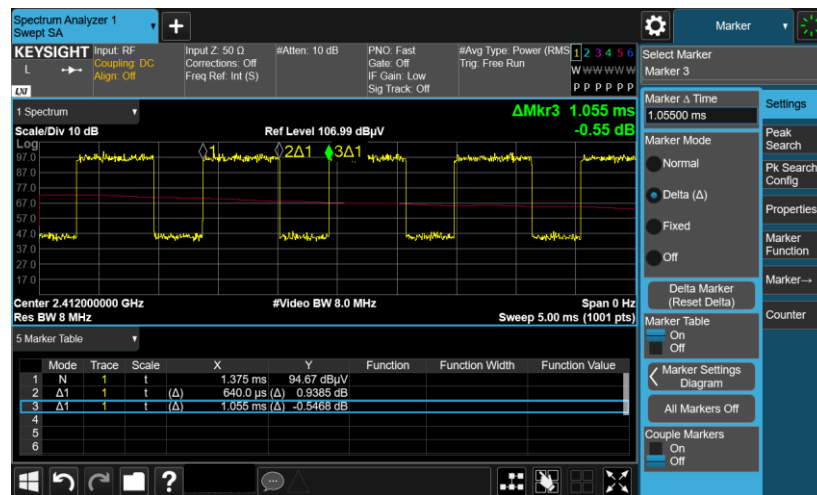 Spectrum Analyzer 1
Swept SA
+
Marker
KEYSIGHT Input: RF Input Z: 50 Ω #Atten: 10 dB PNO: Fast #Avg Type: Power (RMS 1 2 3 4 5 6
L Coupling: DC Corrections: Off Gate: Off Trig: Free Run
Align: Off Freq Ref: Int (S) IF Gain: Low W W W W W W
LXI Sig Track: Off P P P P P P
Select Marker
Marker 3
1 Spectrum
ΔMkr3 1.055 ms
Scale/Div 10 dB Ref Level 106.99 dBµV -0.55 dB
Log
97.0
87.0
77.0
67.0
57.0
47.0
37.0
27.0
17.0
1 2Δ1 3Δ1
Center 2.412000000 GHz #Video BW 8.0 MHz Span 0 Hz
Res BW 8 MHz Sweep 5.00 ms (1001 pts)
5 Marker Table
Mode Trace Scale X Y Function Function Width Function Value
1 N 1 t 1.375 ms 94.67 dBµV
2 Δ1 1 t (Δ) 640.0 µs (Δ) 0.9385 dB
3 Δ1 1 t (Δ) 1.055 ms (Δ) -0.5468 dB
4
5
6
?
Marker Δ Time
1.05500 ms
Marker Mode
Normal
Delta (Δ)
Fixed
Off
Delta Marker
(Reset Delta)
Marker Table
On
Off
Marker Settings
Diagram
All Markers Off
Couple Markers
On
Off
Settings
Peak
Search
Pk Search
Config
Properties
Marker
Function
Marker→
Counter